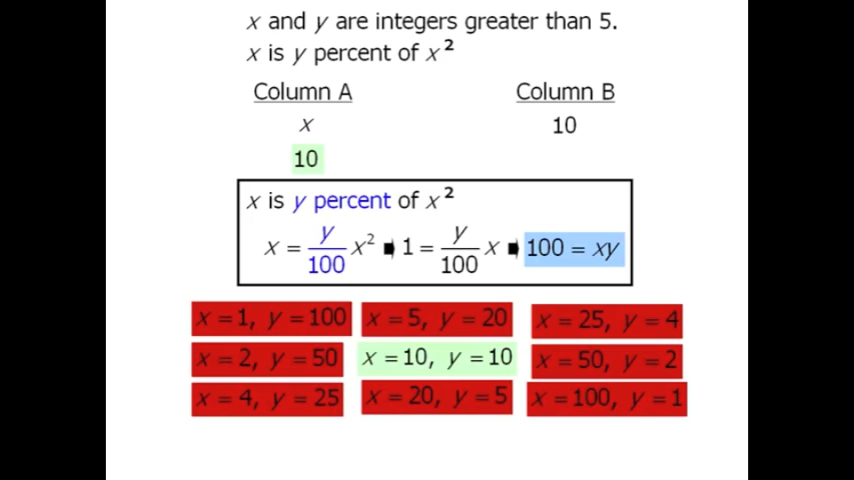 x and y are integers greater than 5.
x is y percent of x²
Column A Column B
x 10
10
x is y percent of x²
x = y/100 x² ➡ 1 = y/100 x ➡ 100 = xy
x = 1, y = 100 x = 5, y = 20 x = 25, y = 4
x = 2, y = 50 x = 10, y = 10 x = 50, y = 2
x = 4, y = 25 x = 20, y = 5 x = 100, y = 1